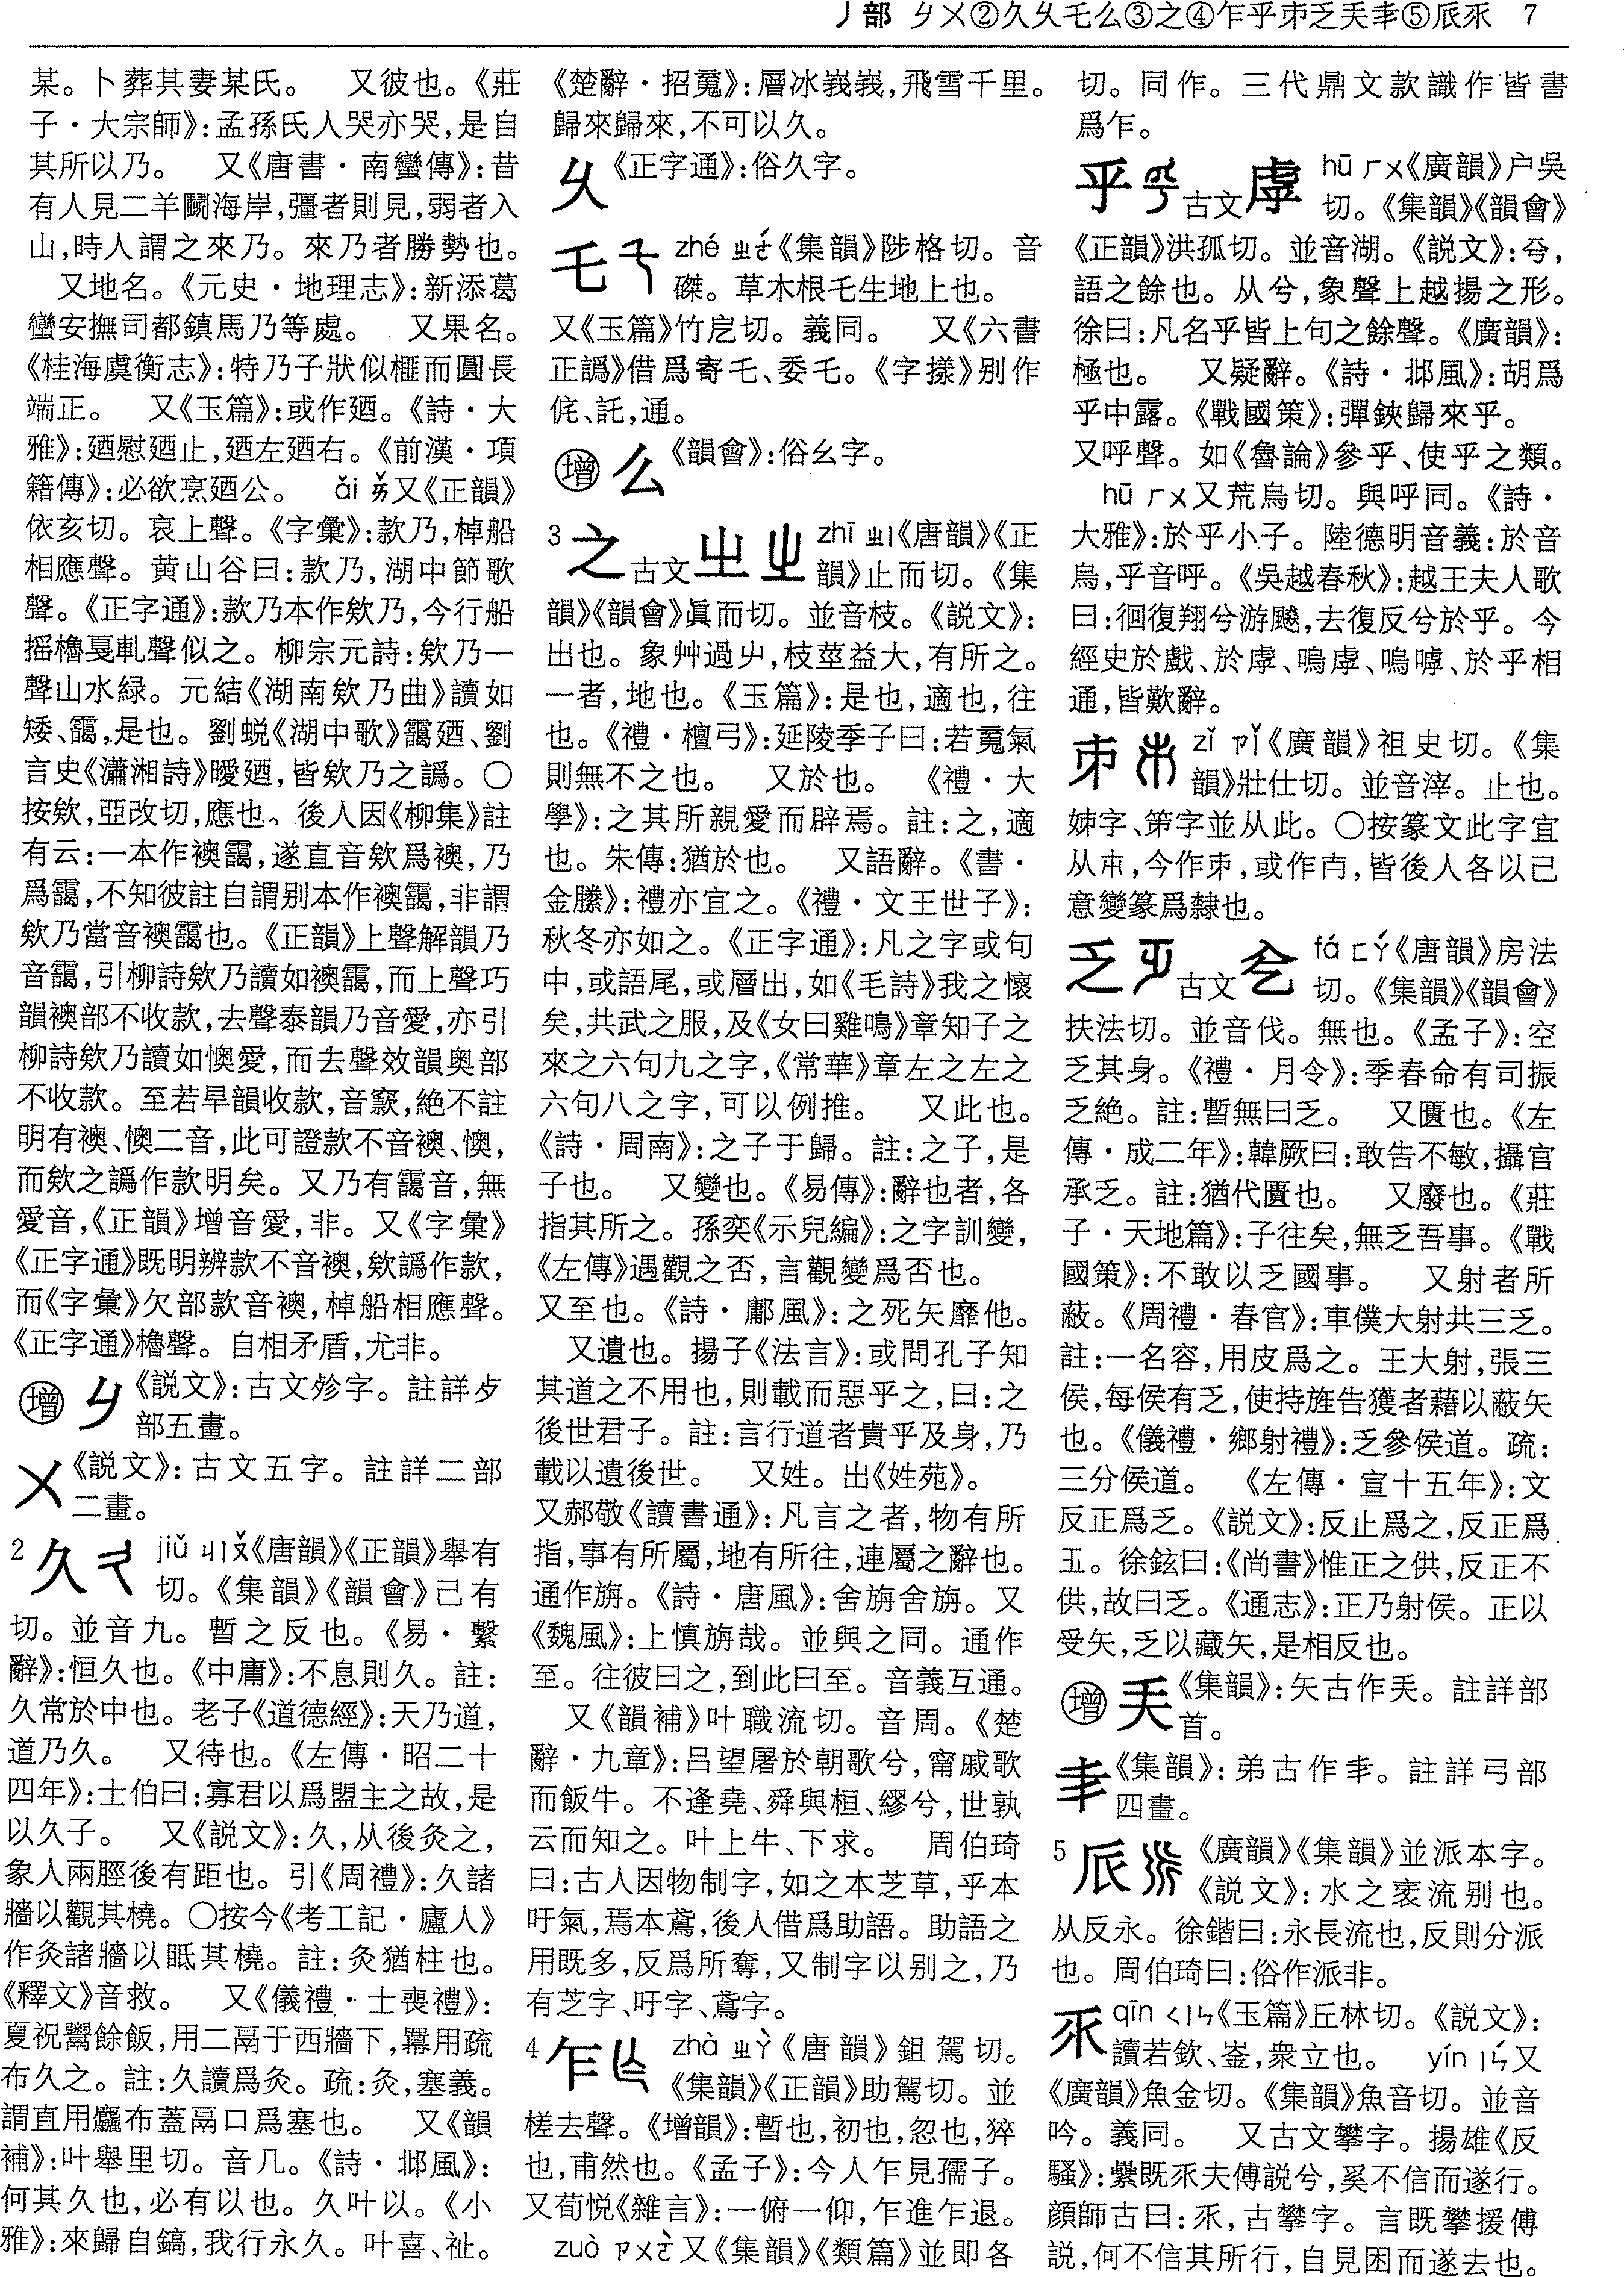 丿部 𠂎㐅②久乆乇么③之④乍乎𠂔乏𠂕𠂖⑤𠂢𠂣 7
某。卜葬其妻某氏。 又彼也。《莊
子·大宗師》：孟孫氏人哭亦哭，是自
其所以乃。 又《唐書·南蠻傳》：昔
有人見二羊鬭海岸，彊者則見，弱者入
山，時人謂之來乃。來乃者勝勢也。
又地名。《元史·地理志》：新添葛
蠻安撫司都鎮馬乃等處。 又果名。
《桂海虞衡志》：特乃子狀似榧而圓長
端正。 又《玉篇》：或作廼。《詩·大
雅》：廼慰廼止，廼左廼右。《前漢·項
籍傳》：必欲烹廼公。 ǎi ㄞˇ又《正韻》
依亥切。哀上聲。《字彙》：款乃，棹船
相應聲。黄山谷曰：款乃，湖中節歌
聲。《正字通》：款乃本作欸乃，今行船
摇櫓戛軋聲似之。柳宗元詩：欸乃一
聲山水緑。元結《湖南欸乃曲》讀如
矮、靄，是也。劉蜕《湖中歌》靄廼、劉
言史《瀟湘詩》曖廼，皆欸乃之譌。〇
按欸，亞改切，應也。後人因《柳集》註
有云：一本作襖靄，遂直音欸爲襖，乃
爲靄，不知彼註自謂别本作襖靄，非謂
欸乃當音襖靄也。《正韻》上聲解韻乃
音靄，引柳詩欸乃讀如襖靄，而上聲巧
韻襖部不收款，去聲泰韻乃音愛，亦引
柳詩欸乃讀如懊愛，而去聲效韻奥部
不收款。至若旱韻收款，音窾，絶不註
明有襖、懊二音，此可證款不音襖、懊，
而欸之譌作款明矣。又乃有靄音，無
愛音，《正韻》增音愛，非。又《字彙》
《正字通》既明辨款不音襖，欸譌作款，
而《字彙》欠部款音襖，棹船相應聲。
《正字通》櫓聲。自相矛盾，尤非。
增 𠂎 《説文》：古文㱙字。註詳歺
部五畫。
㐅 《説文》：古文五字。註詳二部
二畫。
2 久 jiǔ ㄐㄧㄡˇ《唐韻》《正韻》舉有
切。《集韻》《韻會》己有
切。並音九。暫之反也。《易·繫
辭》：恒久也。《中庸》：不息則久。註：
久常於中也。老子《道德經》：天乃道，
道乃久。 又待也。《左傳·昭二十
四年》：士伯曰：寡君以爲盟主之故，是
以久子。 又《説文》：久，从後灸之，
象人兩脛後有距也。引《周禮》：久諸
牆以觀其橈。〇按今《考工記·廬人》
作灸諸牆以眂其橈。註：灸猶柱也。
《釋文》音救。 又《儀禮·士喪禮》：
夏祝鬻餘飯，用二鬲于西牆下，冪用疏
布久之。註：久讀爲灸。疏：灸，塞義。
謂直用麤布蓋鬲口爲塞也。 又《韻
補》：叶舉里切。音几。《詩·邶風》：
何其久也，必有以也。久叶以。《小
雅》：來歸自鎬，我行永久。叶喜、祉。
《楚辭·招䰟》：層冰峩峩，飛雪千里。
歸來歸來，不可以久。
乆 《正字通》：俗久字。
乇 zhé ㄓㄜˊ《集韻》陟格切。音
磔。草木根乇生地上也。
又《玉篇》竹戹切。義同。 又《六書
正譌》借爲寄乇、委乇。《字㨾》别作
侂、託，通。
增 么 《韻會》：俗幺字。
3 之 古文 㞢 zhī ㄓㄧ《唐韻》《正
韻》止而切。《集
韻》《韻會》眞而切。並音枝。《説文》：
出也。象艸過屮，枝莖益大，有所之。
一者，地也。《玉篇》：是也，適也，往
也。《禮·檀弓》：延陵季子曰：若䰟氣
則無不之也。 又於也。 《禮·大
學》：之其所親愛而辟焉。註：之，適
也。朱傳：猶於也。 又語辭。《書·
金縢》：禮亦宜之。《禮·文王世子》：
秋冬亦如之。《正字通》：凡之字或句
中，或語尾，或層出，如《毛詩》我之懷
矣，共武之服，及《女曰雞鳴》章知子之
來之六句九之字，《常華》章左之左之
六句八之字，可以例推。 又此也。
《詩·周南》：之子于歸。註：之子，是
子也。 又變也。《易傳》：辭也者，各
指其所之。孫奕《示兒編》：之字訓變，
《左傳》遇觀之否，言觀變爲否也。
又至也。《詩·鄘風》：之死矢靡他。
又遺也。揚子《法言》：或問孔子知
其道之不用也，則載而惡乎之，曰：之
後世君子。註：言行道者貴乎及身，乃
載以遺後世。 又姓。出《姓苑》。
又郝敬《讀書通》：凡言之者，物有所
指，事有所屬，地有所往，連屬之辭也。
通作旃。《詩·唐風》：舍旃舍旃。又
《魏風》：上慎旃哉。並與之同。通作
至。往彼曰之，到此曰至。音義互通。
又《韻補》叶職流切。音周。《楚
辭·九章》：吕望屠於朝歌兮，甯戚歌
而飯牛。不逢堯、舜與桓、繆兮，世孰
云而知之。叶上牛、下求。 周伯琦
曰：古人因物制字，如之本芝草，乎本
吁氣，焉本鳶，後人借爲助語。助語之
用既多，反爲所奪，又制字以别之，乃
有芝字、吁字、鳶字。
4 乍 zhà ㄓㄚˋ《唐韻》鉏駕切。
《集韻》《正韻》助駕切。並
槎去聲。《增韻》：暫也，初也，忽也，猝
也，甫然也。《孟子》：今人乍見孺子。
又荀悦《雜言》：一俯一仰，乍進乍退。
zuò ㄗㄨㄛˋ又《集韻》《類篇》並即各
切。同作。三代鼎文款識作皆書
爲乍。
乎 古文 虖 hū ㄏㄨ《廣韻》户吳
切。《集韻》《韻會》
《正韻》洪孤切。並音湖。《説文》：兮，
語之餘也。从兮，象聲上越揚之形。
徐曰：凡名乎皆上句之餘聲。《廣韻》：
極也。 又疑辭。《詩·邶風》：胡爲
乎中露。《戰國策》：彈鋏歸來乎。
又呼聲。如《魯論》參乎、使乎之類。
hū ㄏㄨ又荒烏切。與呼同。《詩·
大雅》：於乎小子。陸德明音義：於音
烏，乎音呼。《吳越春秋》：越王夫人歌
曰：徊復翔兮游颺，去復反兮於乎。今
經史於戲、於虖、嗚虖、嗚嘑、於乎相
通，皆歎辭。
𠂔 zǐ ㄗㄧˇ《廣韻》祖史切。《集
韻》壯仕切。並音滓。止也。
姊字、笫字並从此。〇按篆文此字宜
从𣎵，今作𠂔，或作㐄，皆後人各以己
意變篆爲隸也。
乏 古文 fá ㄈㄚˊ《唐韻》房法
切。《集韻》《韻會》
扶法切。並音伐。無也。《孟子》：空
乏其身。《禮·月令》：季春命有司振
乏絶。註：暫無曰乏。 又匱也。《左
傳·成二年》：韓厥曰：敢告不敏，攝官
承乏。註：猶代匱也。 又廢也。《莊
子·天地篇》：子往矣，無乏吾事。《戰
國策》：不敢以乏國事。 又射者所
蔽。《周禮·春官》：車僕大射共三乏。
註：一名容，用皮爲之。王大射，張三
侯，每侯有乏，使持旌告獲者藉以蔽矢
也。《儀禮·鄉射禮》：乏參侯道。疏：
三分侯道。 《左傳·宣十五年》：文
反正爲乏。《説文》：反止爲之，反正爲
𤴓。徐鉉曰：《尚書》惟正之供，反正不
供，故曰乏。《通志》：正乃射侯。正以
受矢，乏以藏矢，是相反也。
增 𠂕 《集韻》：矢古作𠂕。註詳部
首。
𠂖 《集韻》：弟古作𠂖。註詳弓部
四畫。
5 𠂢 《廣韻》《集韻》並派本字。
《説文》：水之衺流别也。
从反永。徐鍇曰：永長流也，反則分派
也。周伯琦曰：俗作派非。
𠂣 qīn ㄑㄧㄣ《玉篇》丘林切。《説文》：
讀若欽、崟，衆立也。 yín ㄧㄣˊ又
《廣韻》魚金切。《集韻》魚音切。並音
吟。義同。 又古文攀字。揚雄《反
騷》：纍既𠂣夫傅説兮，奚不信而遂行。
顔師古曰：𠂣，古攀字。言既攀援傅
説，何不信其所行，自見困而遂去也。